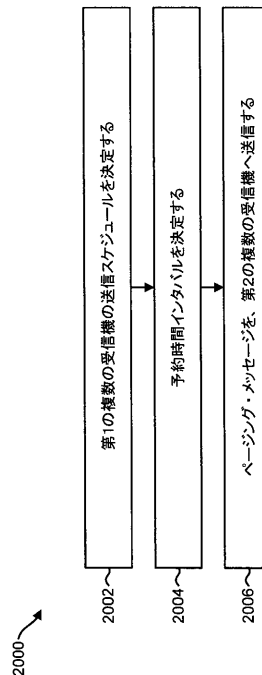 2000
2002
第1の複数の受信機の送信スケジュールを決定する
2004
予約時間インタバルを決定する
2006
ページング・メッセージを、第2の複数の受信機へ送信する